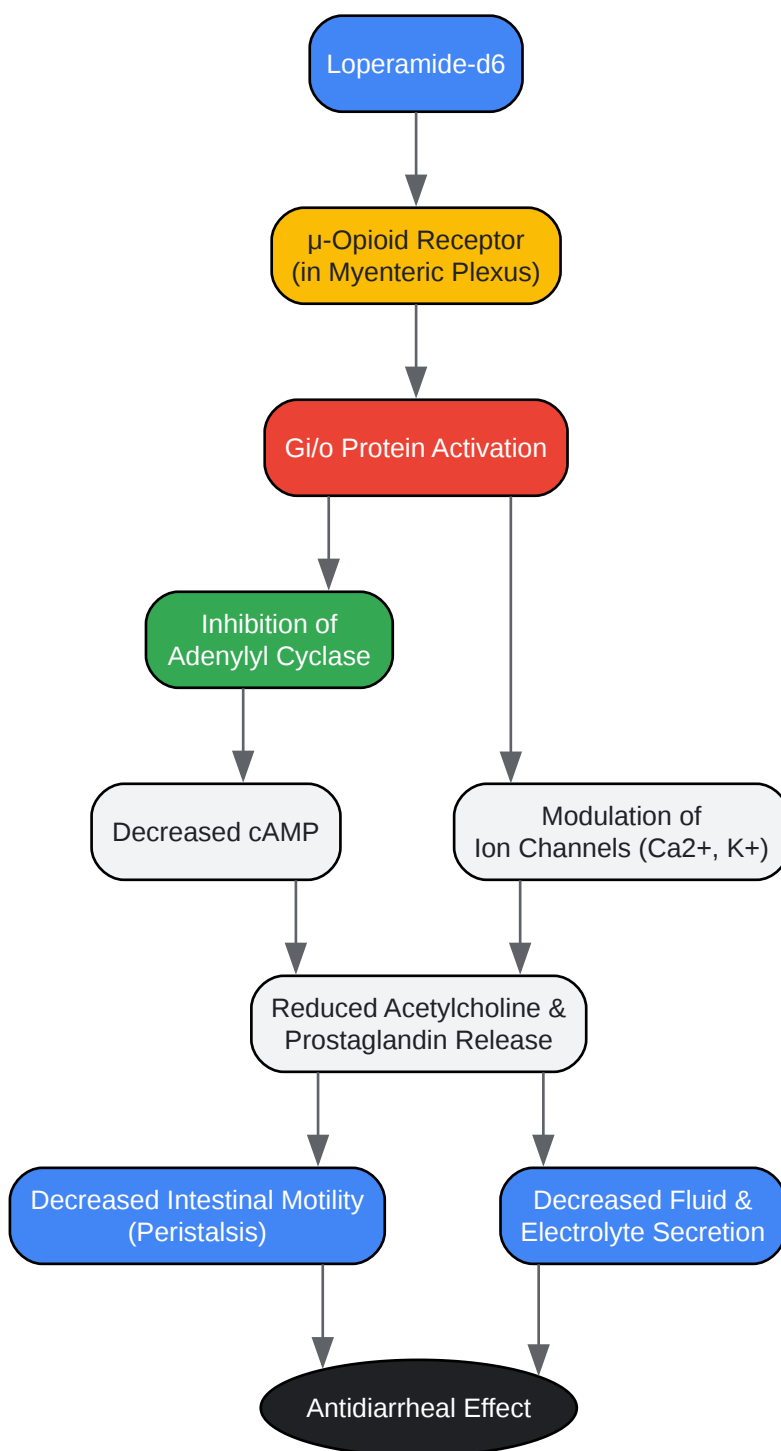 Loperamide-d6
μ-Opioid Receptor
(in Myenteric Plexus)
Gi/o Protein Activation
Inhibition of
Adenylyl Cyclase
Decreased cAMP
Modulation of
Ion Channels (Ca2+, K+)
Reduced Acetylcholine &
Prostaglandin Release
Decreased Intestinal Motility
(Peristalsis)
Decreased Fluid &
Electrolyte Secretion
Antidiarrheal Effect